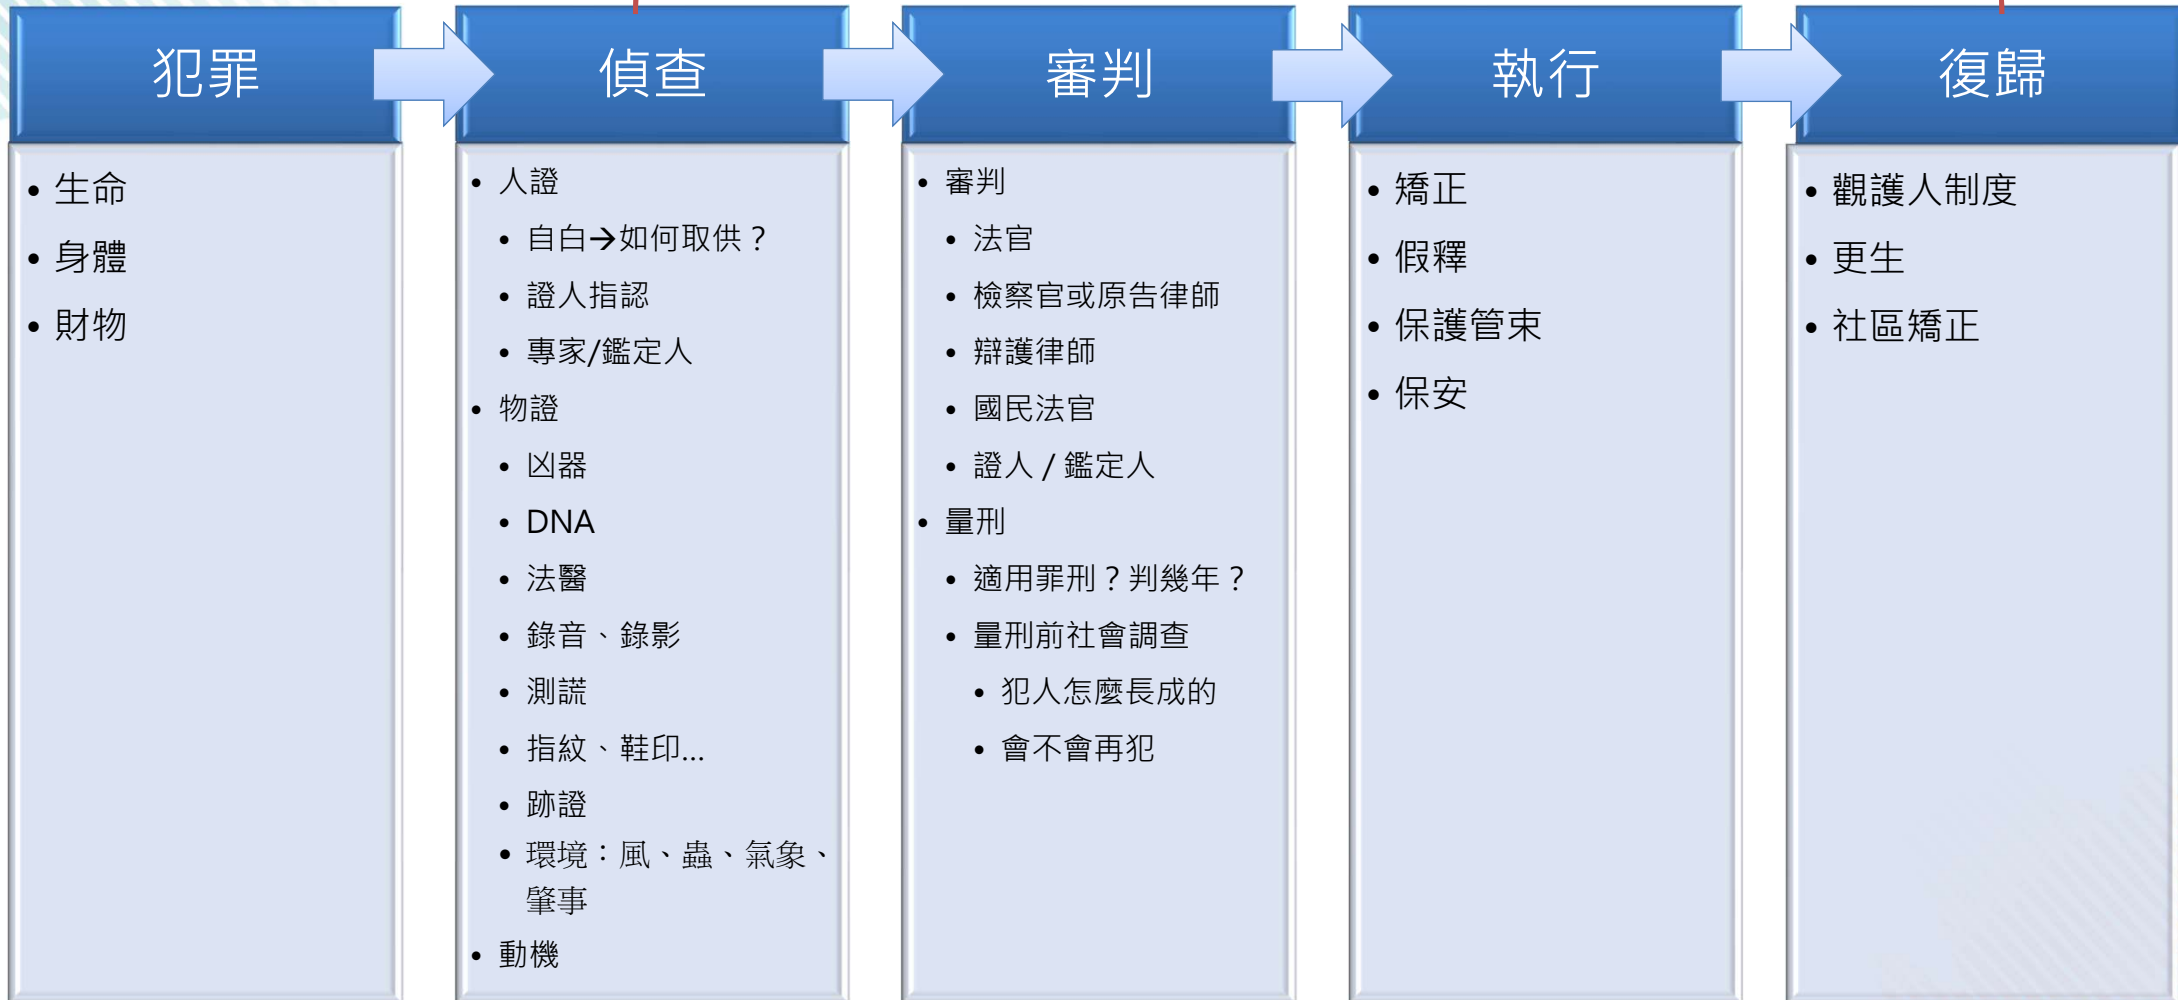 犯罪
• 生命
• 身體
• 財物
偵查
• 人證
• 自白→如何取供？
• 證人指認
• 專家/鑑定人
• 物證
• 凶器
• DNA
• 法醫
• 錄音、錄影
• 測謊
• 指紋、鞋印...
• 跡證
• 環境：風、蟲、氣象、
肇事
• 動機
審判
• 審判
• 法官
• 檢察官或原告律師
• 辯護律師
• 國民法官
• 證人 / 鑑定人
• 量刑
• 適用罪刑？判幾年？
• 量刑前社會調查
• 犯人怎麼長成的
• 會不會再犯
執行
• 矯正
• 假釋
• 保護管束
• 保安
復歸
• 觀護人制度
• 更生
• 社區矯正